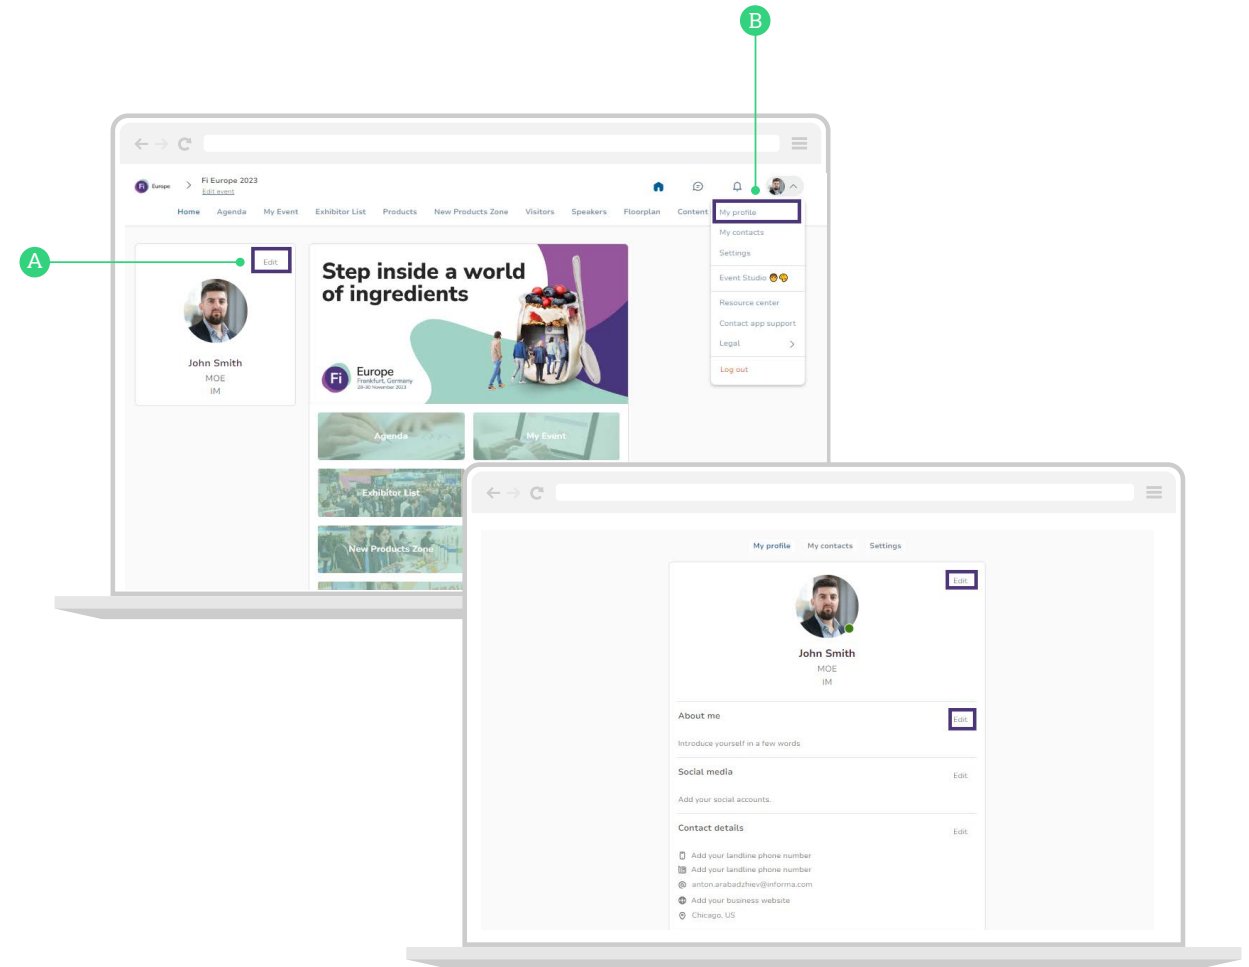 B
Fi Europe
Fi Europe 2023
Edit event
Home Agenda My Event Exhibitor List Products New Products Zone Visitors Speakers Floorplan Content
My profile
My contacts
Settings
Event Studio
Resource center
Contact app support
Legal
Log out
A
Edit
John Smith
MOE
IM
Step inside a world
of ingredients
Fi Europe
Frankfurt, Germany
28-30 November 2023
Agenda
My Event
Exhibitor List
New Products Zone
My profile My contacts Settings
Edit
John Smith
MOE
IM
About me
Edit
Introduce yourself in a few words
Social media
Edit
Add your social accounts.
Contact details
Edit
Add your landline phone number
Add your landline phone number
anton.arabadzhiev@informa.com
Add your business website
Chicago, US